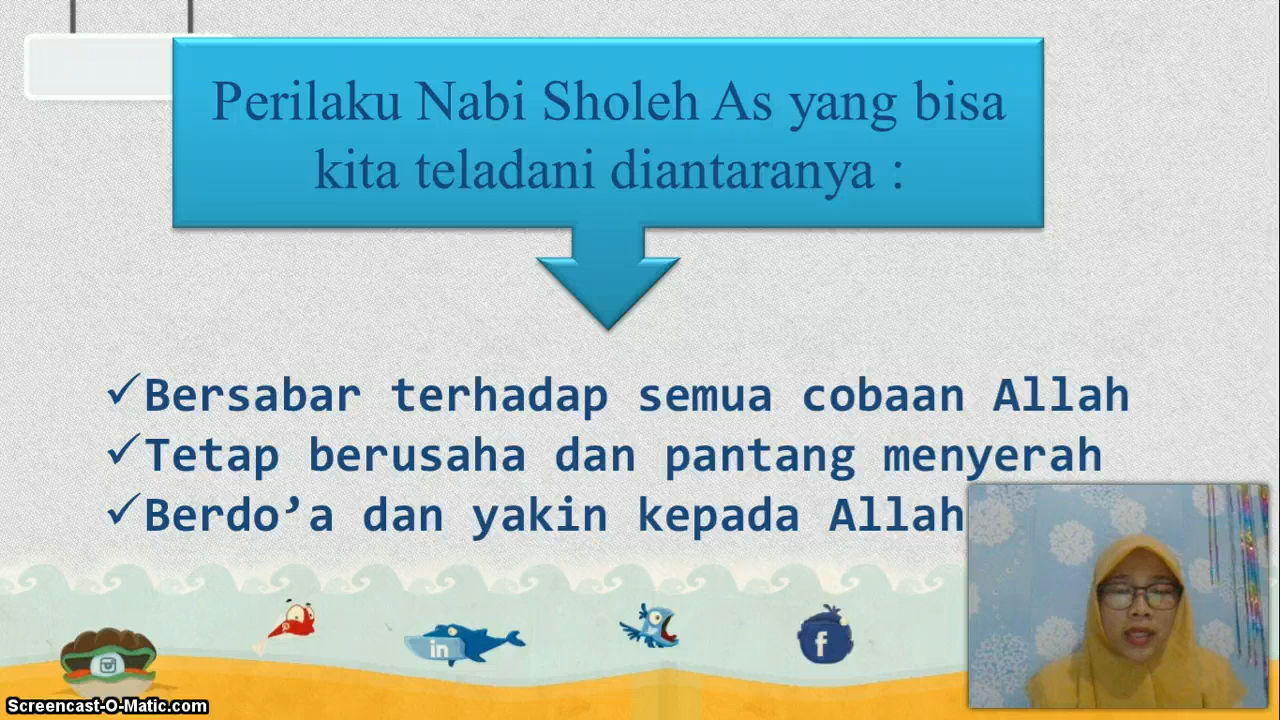 Perilaku Nabi Sholeh As yang bisa
kita teladani diantaranya :
✓Bersabar terhadap semua cobaan Allah
✓Tetap berusaha dan pantang menyerah
✓Berdo’a dan yakin kepada Allah
in
f
Screencast-O-Matic.com